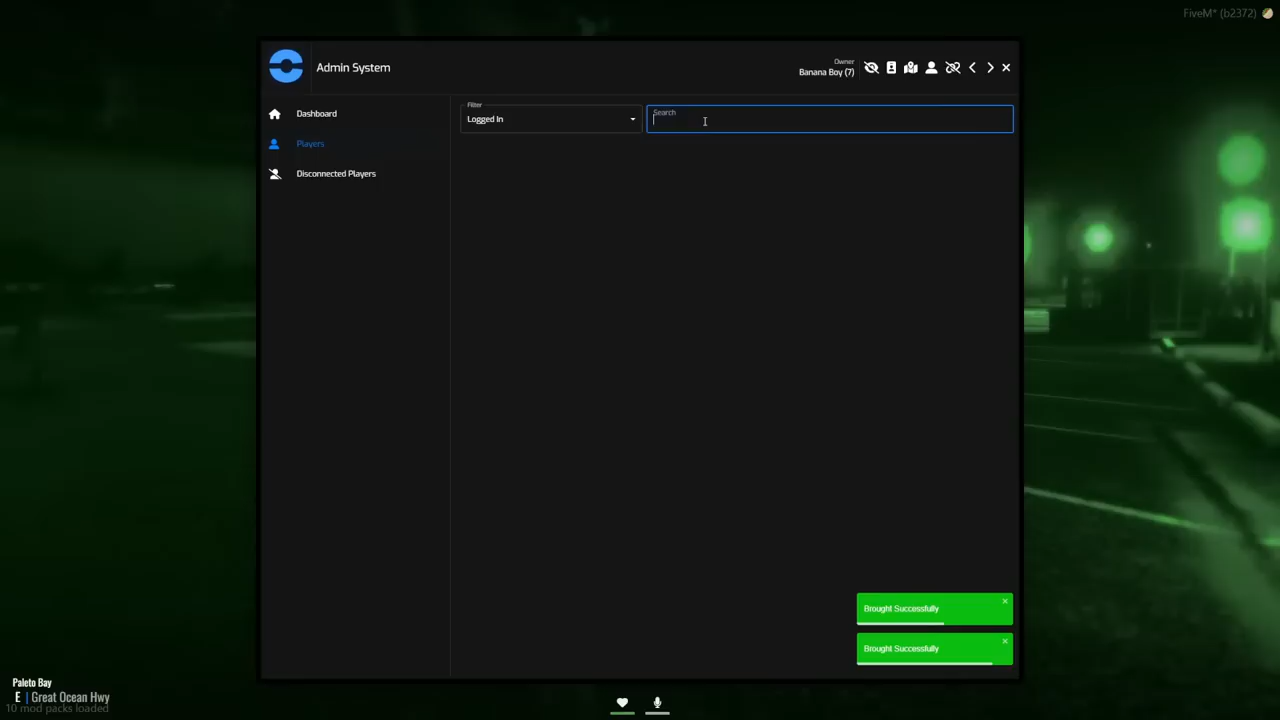 FiveM* (b2372)
Admin System
Owner
Banana Boy (7)
Dashboard
Players
Disconnected Players
Filter
Logged In
Search
Brought Successfully
Brought Successfully
Paleto Bay
E | Great Ocean Hwy
10 mod packs loaded